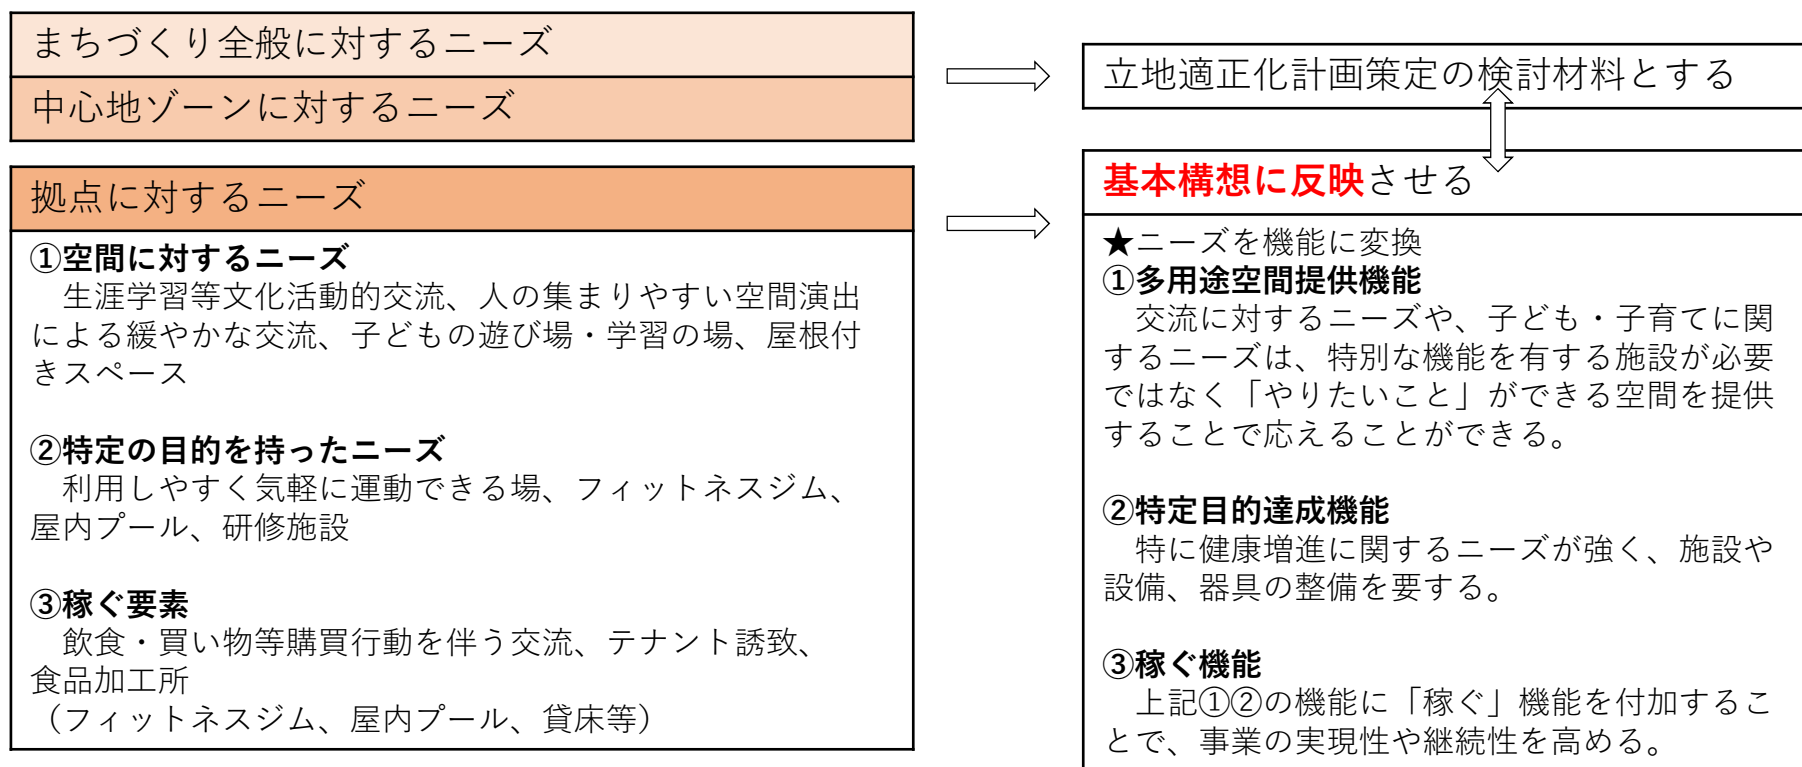 まちづくり全般に対するニーズ
中心地ゾーンに対するニーズ
立地適正化計画策定の検討材料とする
拠点に対するニーズ
①空間に対するニーズ
　生涯学習等文化活動的交流、人の集まりやすい空間演出
による緩やかな交流、子どもの遊び場・学習の場、屋根付
きスペース
②特定の目的を持ったニーズ
　利用しやすく気軽に運動できる場、フィットネスジム、
屋内プール、研修施設
③稼ぐ要素
　飲食・買い物等購買行動を伴う交流、テナント誘致、
食品加工所
（フィットネスジム、屋内プール、貸床等）
基本構想に反映させる
★ニーズを機能に変換
①多用途空間提供機能
　交流に対するニーズや、子ども・子育てに関
するニーズは、特別な機能を有する施設が必要
ではなく「やりたいこと」ができる空間を提供
することで応えることができる。
②特定目的達成機能
　特に健康増進に関するニーズが強く、施設や
設備、器具の整備を要する。
③稼ぐ機能
　上記①②の機能に「稼ぐ」機能を付加するこ
とで、事業の実現性や継続性を高める。